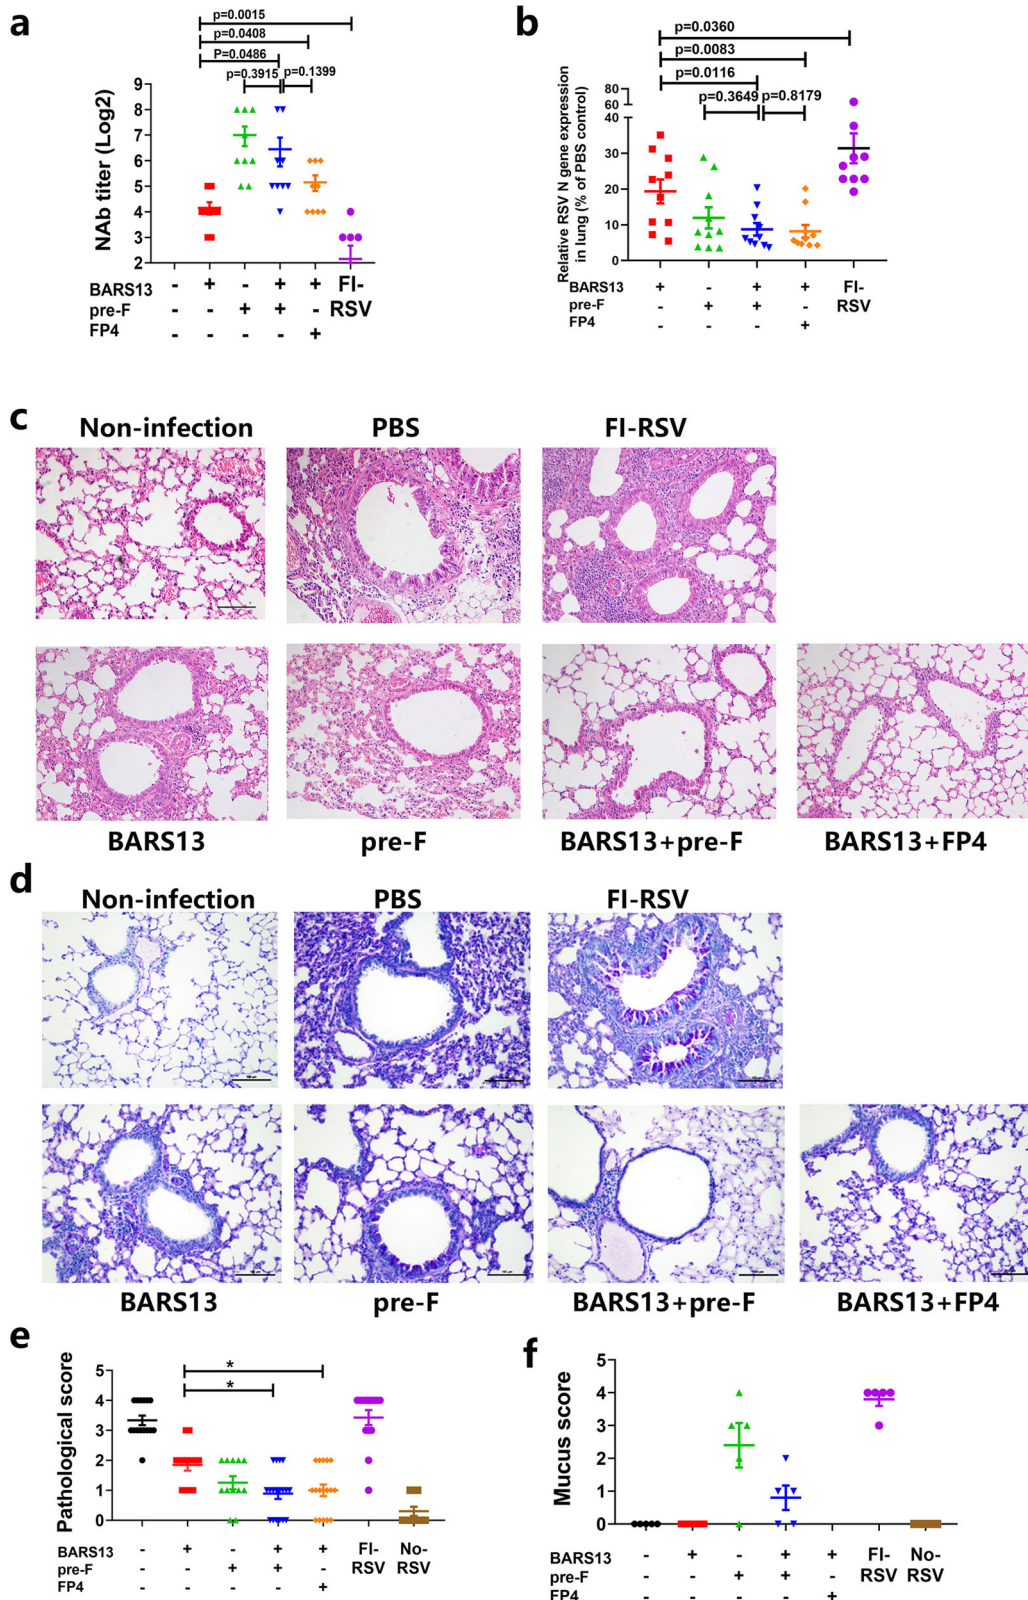 a
p=0.0015
p=0.0408
P=0.0486
p=0.3915
p=0.1399
NAb titer (Log2)
9
8
7
6
5
4
3
2
BARS13 - + - + + FI-RSV
pre-F - - + + -
FP4 - - - - +
b
p=0.0360
p=0.0083
p=0.0116
p=0.3649
p=0.8179
Relative RSV N gene expression
in lung (% of PBS control)
80
60
40
30
20
10
0
BARS13 + - + + FI-RSV
pre-F - + + -
FP4 - - - +
c
Non-infection PBS FI-RSV
BARS13 pre-F BARS13+pre-F BARS13+FP4
d
Non-infection PBS FI-RSV
BARS13 pre-F BARS13+pre-F BARS13+FP4
e
* 
*
Pathological score
5
4
3
2
1
0
BARS13 - + - + + FI-RSV No-RSV
pre-F - - + + -
FP4 - - - - +
f
Mucus score
5
4
3
2
1
0
BARS13 - + - + + FI-RSV No-RSV
pre-F - - + + -
FP4 - - - - +